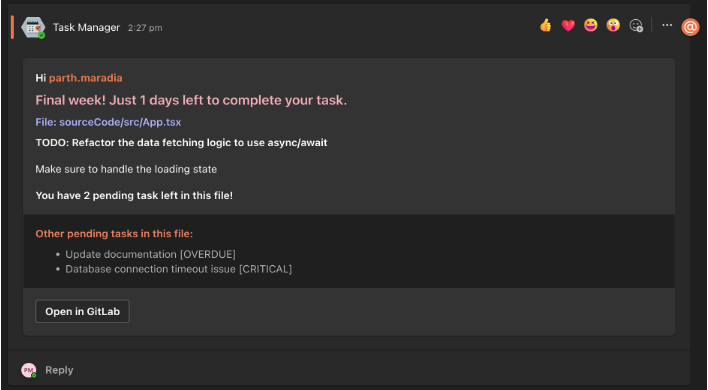 Task Manager 2:27 pm
@
Hi parth.maradia
Final week! Just 1 days left to complete your task.
File: sourceCode/src/App.tsx
TODO: Refactor the data fetching logic to use async/await
Make sure to handle the loading state
You have 2 pending task left in this file!
Other pending tasks in this file:
• Update documentation [OVERDUE]
• Database connection timeout issue [CRITICAL]
Open in GitLab
PM Reply